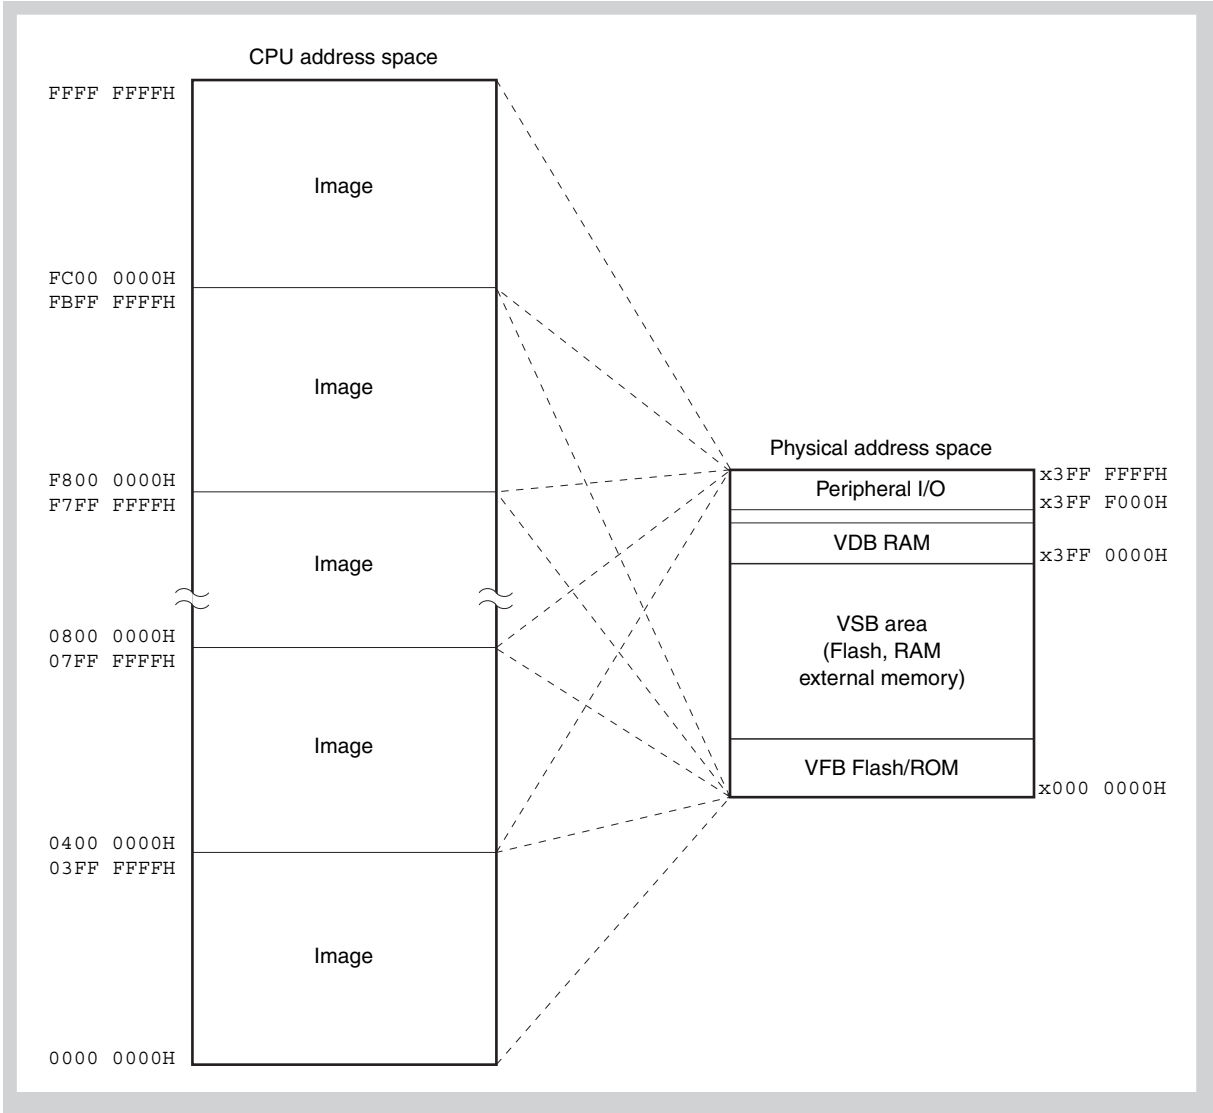 CPU address space
FFFF FFFFH
Image
FC00 0000H
FBFF FFFFH
Image
F800 0000H
F7FF FFFFH
Image
0800 0000H
07FF FFFFH
Image
0400 0000H
03FF FFFFH
Image
0000 0000H
Physical address space
x3FF FFFFH
Peripheral I/O
x3FF F000H
VDB RAM
x3FF 0000H
VSB area
(Flash, RAM
external memory)
VFB Flash/ROM
x000 0000H